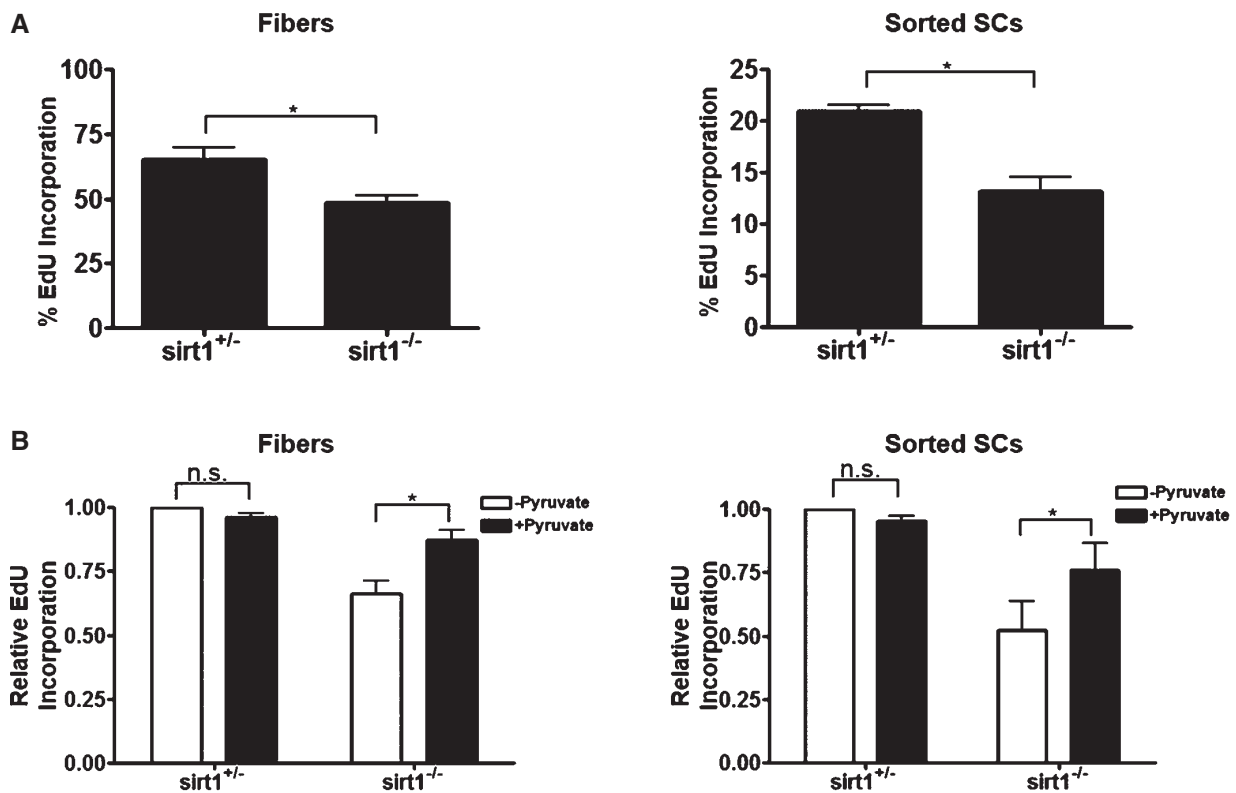 A
Fibers
% EdU Incorporation
100
75
50
25
0
*
sirt1+/-
sirt1-/-
Sorted SCs
% EdU Incorporation
25
20
15
10
5
0
*
sirt1+/-
sirt1-/-
B
Fibers
Relative EdU
Incorporation
1.00
0.75
0.50
0.25
0.00
n.s.
*
-Pyruvate
+Pyruvate
sirt1+/-
sirt1-/-
Sorted SCs
Relative EdU
Incorporation
1.00
0.75
0.50
0.25
0.00
n.s.
*
-Pyruvate
+Pyruvate
sirt1+/-
sirt1-/-